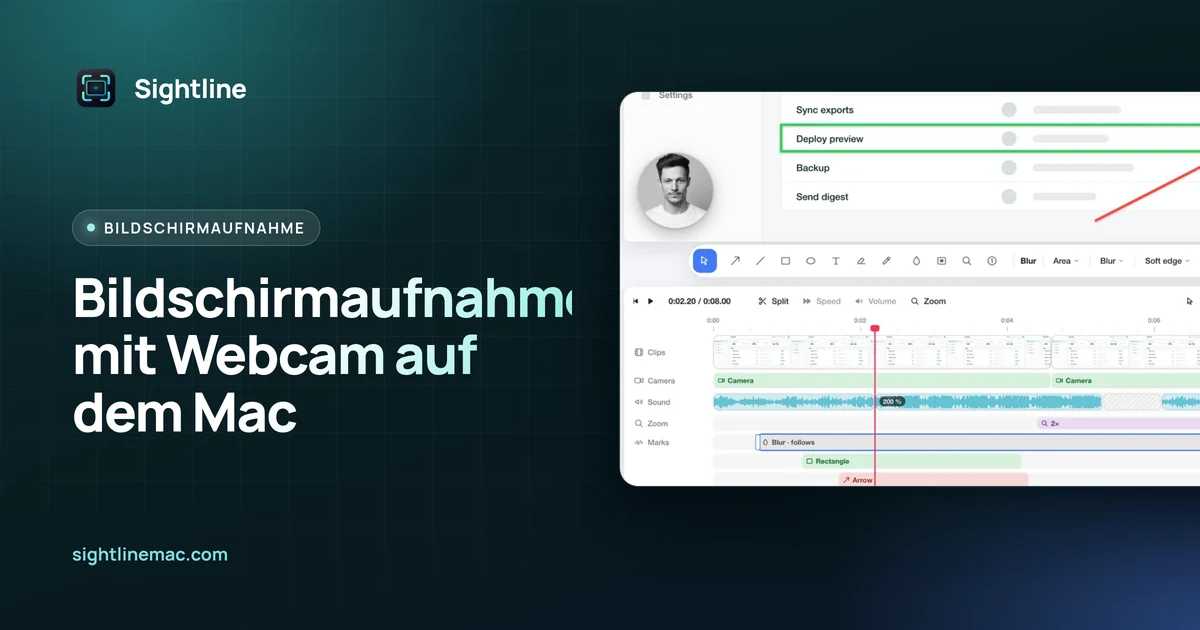 Sightline
BILDSCHIRMAUFNAHME
Bildschirmaufnahme
mit Webcam auf
dem Mac
sightlinemac.com
Settings
Sync exports
Deploy preview
Backup
Send digest
Blur Area Blur Soft edge
0:02.20 / 0:08.00 Split Speed Volume Zoom
0:00 0:02 0:04 0:06
Clips
Camera Camera Camera
Sound 200 %
Zoom 2×
Marks Blur - follows
Rectangle
Arrow